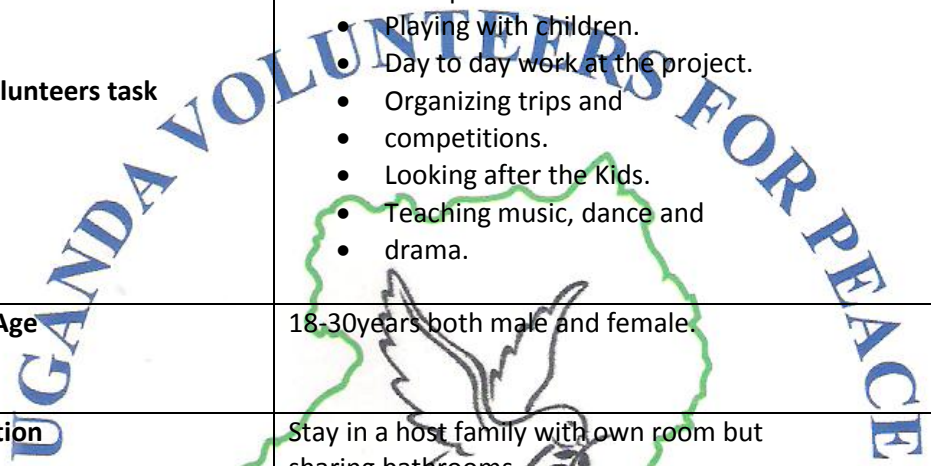 UGANDA VOLUNTEERS FOR PEACE
• Playing with children.
• Day to day work at the project.
lunteers task
• Organizing trips and
• competitions.
• Looking after the Kids.
• Teaching music, dance and
• drama.
Age
18-30years both male and female.
tion
Stay in a host family with own room but
sharing bathrooms